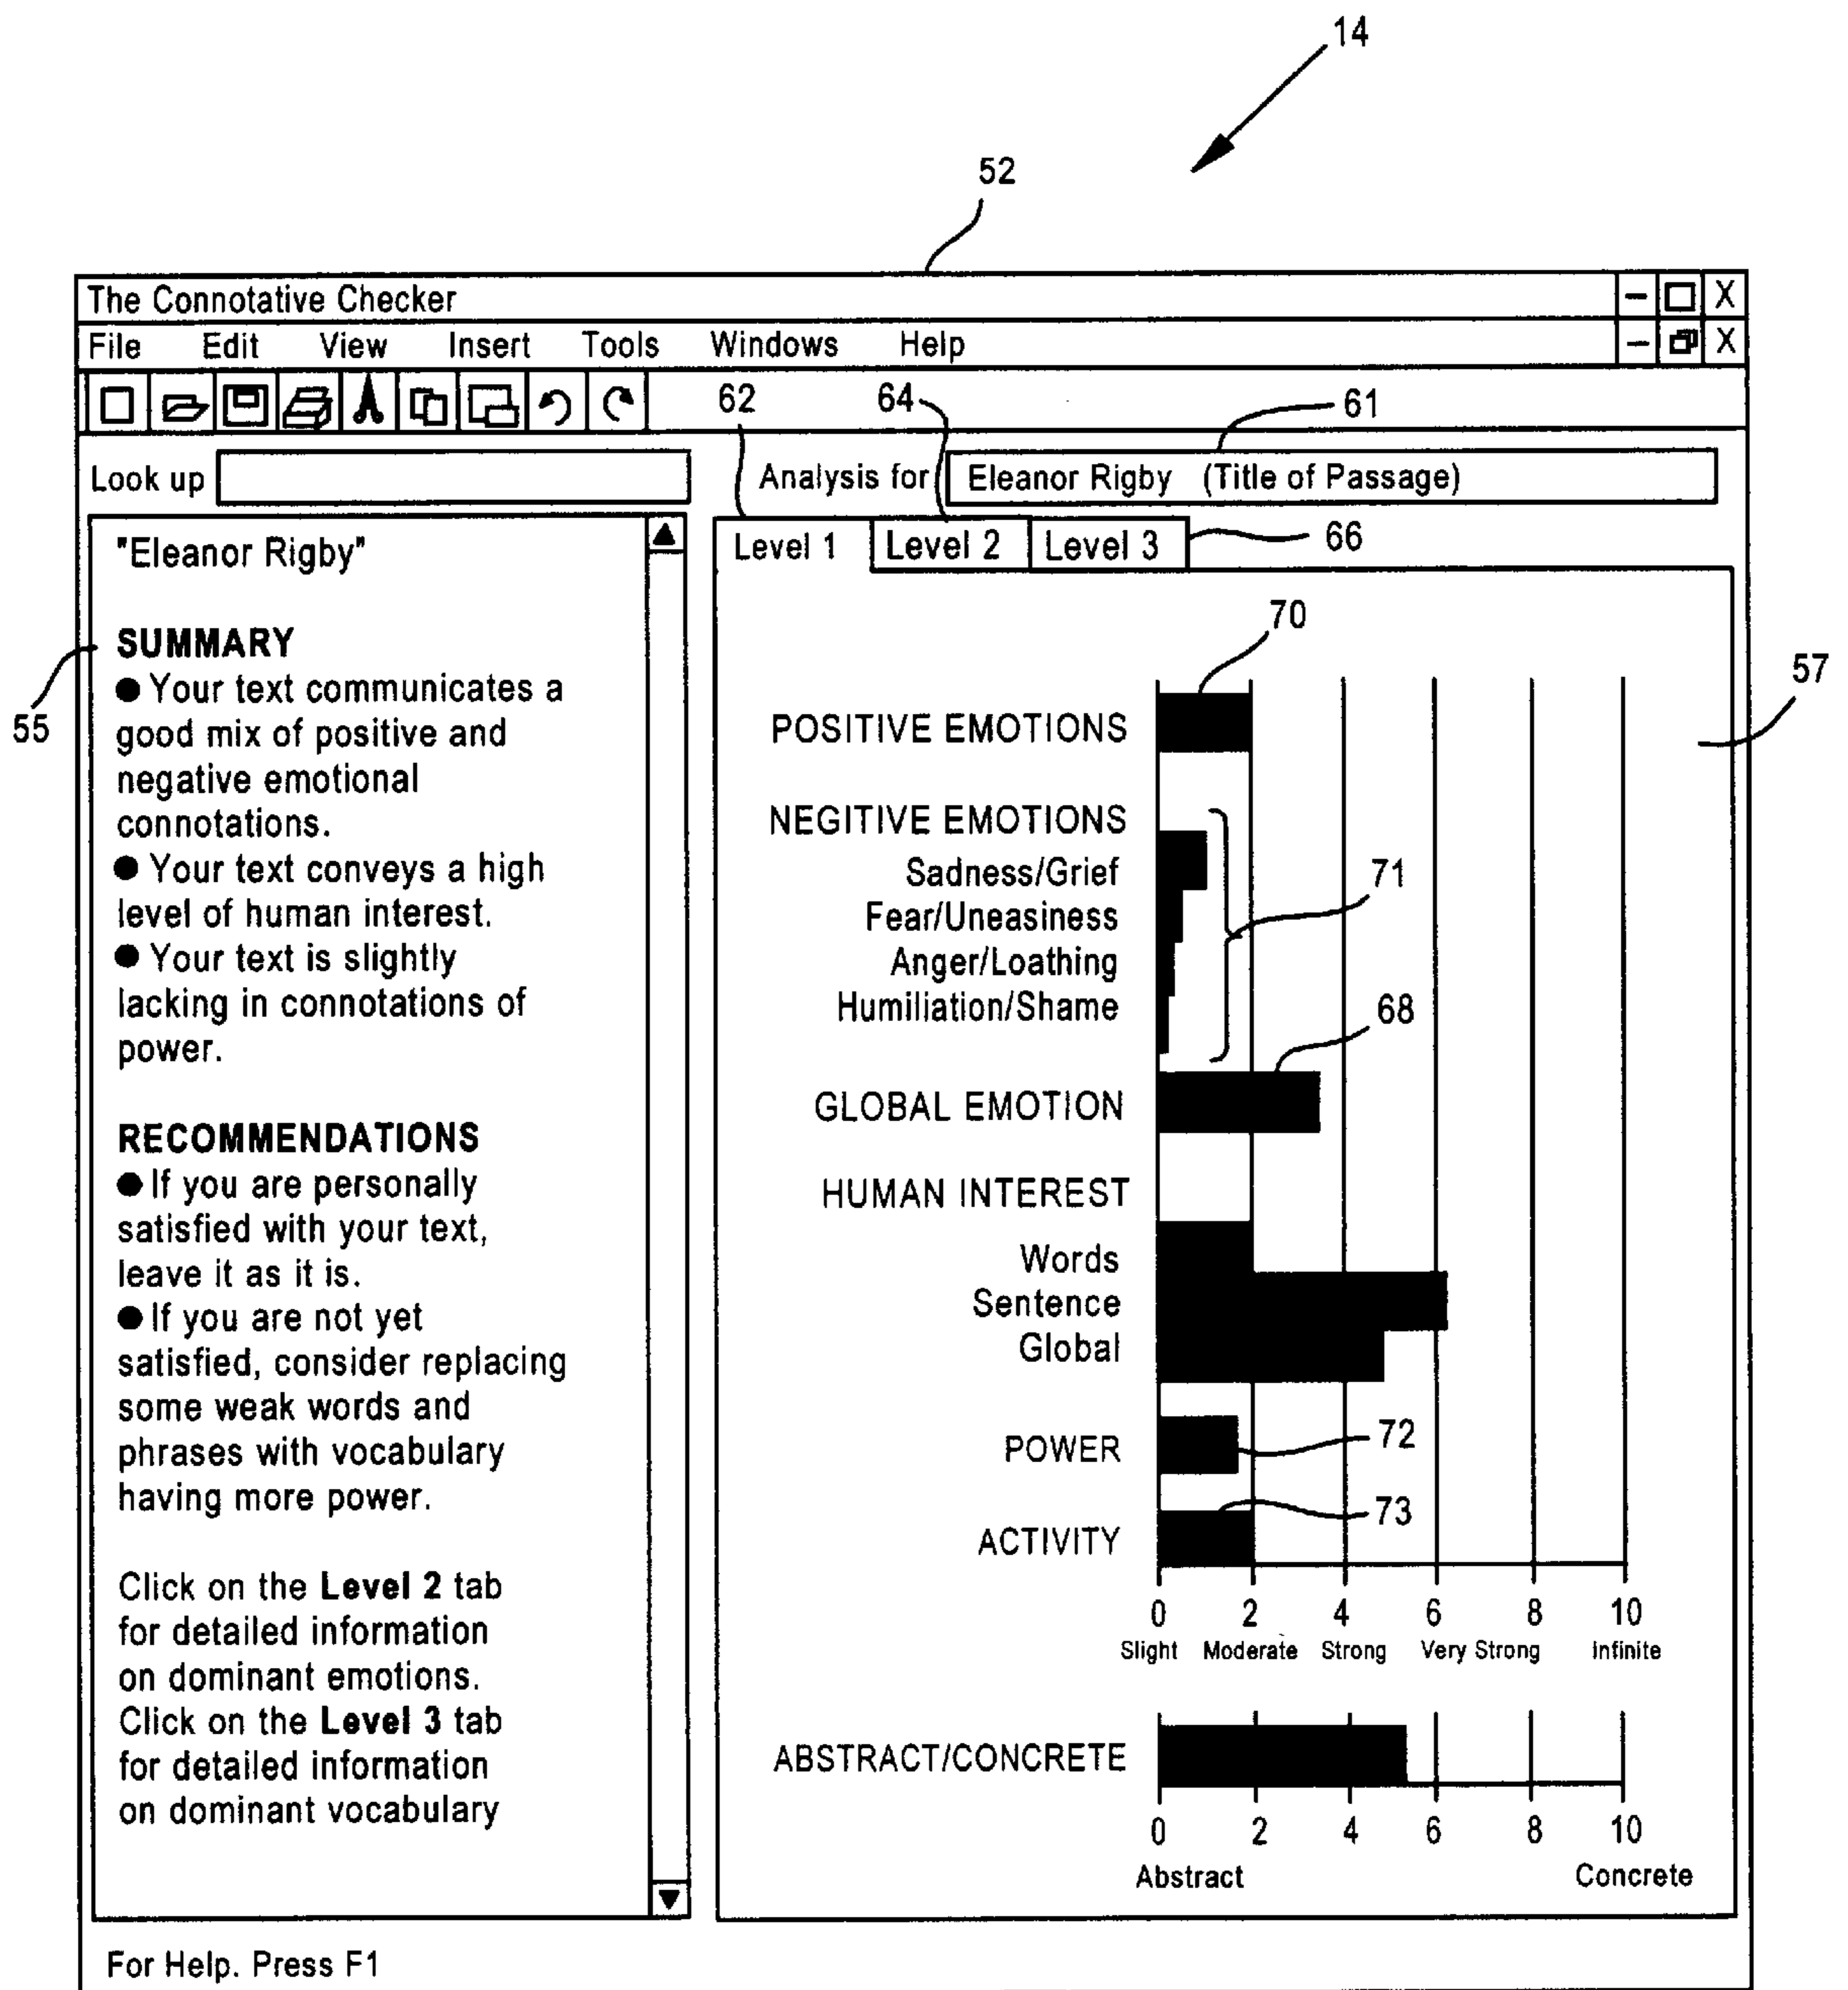 14
52
The Connotative Checker
- X
File Edit View Insert Tools Windows Help
- X
62 64 61
Look up
Analysis for Eleanor Rigby (Title of Passage)
Level 1 Level 2 Level 3 66
"Eleanor Rigby"
SUMMARY
● Your text communicates a
good mix of positive and
negative emotional
connotations.
● Your text conveys a high
level of human interest.
● Your text is slightly
lacking in connotations of
power.
RECOMMENDATIONS
● If you are personally
satisfied with your text,
leave it as it is.
● If you are not yet
satisfied, consider replacing
some weak words and
phrases with vocabulary
having more power.
Click on the Level 2 tab
for detailed information
on dominant emotions.
Click on the Level 3 tab
for detailed information
on dominant vocabulary
55
70
57
POSITIVE EMOTIONS
NEGITIVE EMOTIONS
Sadness/Grief
71
Fear/Uneasiness
Anger/Loathing
Humiliation/Shame
68
GLOBAL EMOTION
HUMAN INTEREST
Words
Sentence
Global
POWER
72
73
ACTIVITY
0 2 4 6 8 10
Slight Moderate Strong Very Strong Infinite
ABSTRACT/CONCRETE
0 2 4 6 8 10
Abstract Concrete
For Help. Press F1